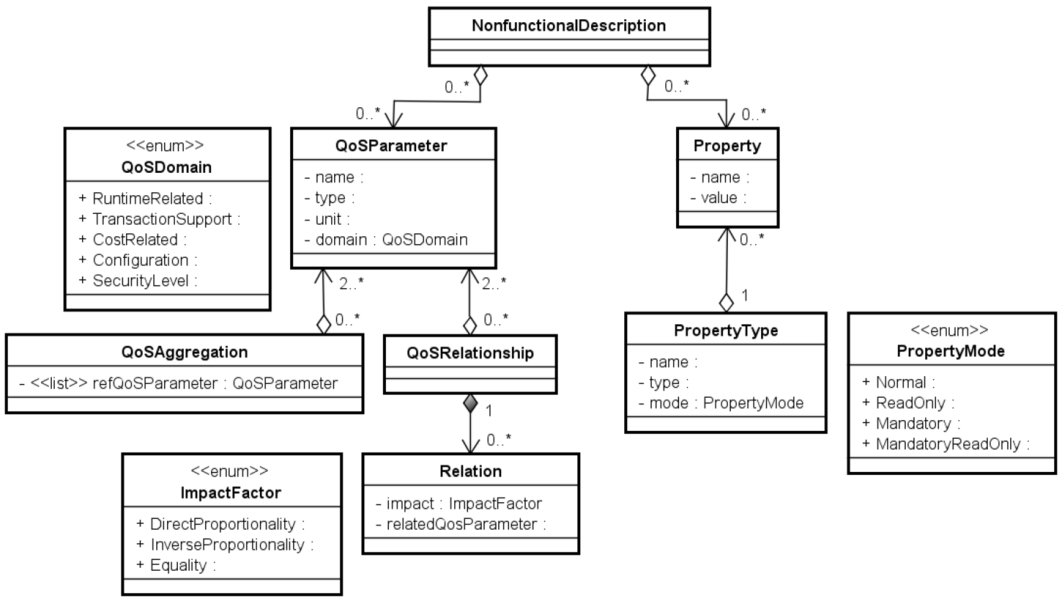 NonfunctionalDescription
0..*
0..*
0..*
0..*
<<enum>>
QoSDomain
+ RuntimeRelated :
+ TransactionSupport :
+ CostRelated :
+ Configuration :
+ SecurityLevel :
QoSParameter
- name :
- type :
- unit :
- domain : QoSDomain
Property
- name :
- value :
2..*
0..*
2..*
0..*
0..*
1
QoSAggregation
- <<list>> refQoSParameter : QoSParameter
QoSRelationship
1
0..*
PropertyType
- name :
- type :
- mode : PropertyMode
<<enum>>
PropertyMode
+ Normal :
+ ReadOnly :
+ Mandatory :
+ MandatoryReadOnly :
<<enum>>
ImpactFactor
+ DirectProportionality :
+ InverseProportionality :
+ Equality :
Relation
- impact : ImpactFactor
- relatedQosParameter :